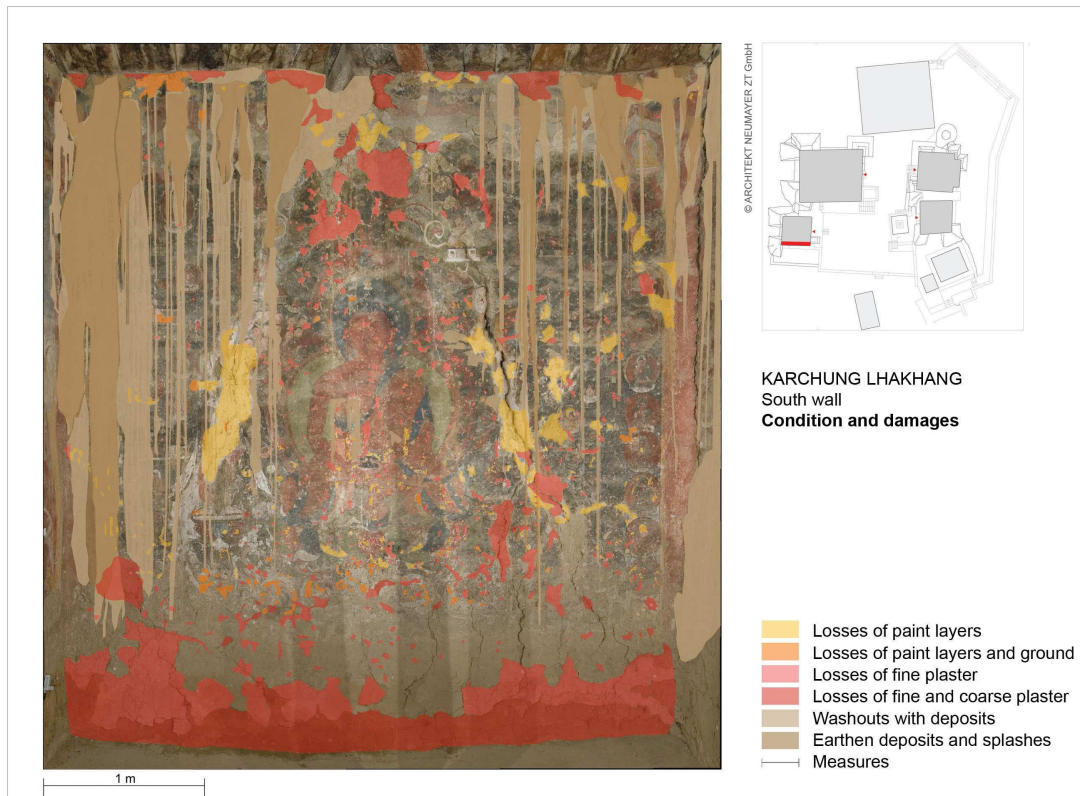 © ARCHITEKT NEUMAYER ZT GmbH
KARCHUNG LHAKHANG
South wall
Condition and damages
Losses of paint layers
Losses of paint layers and ground
Losses of fine plaster
Losses of fine and coarse plaster
Washouts with deposits
Earthen deposits and splashes
Measures
1 m